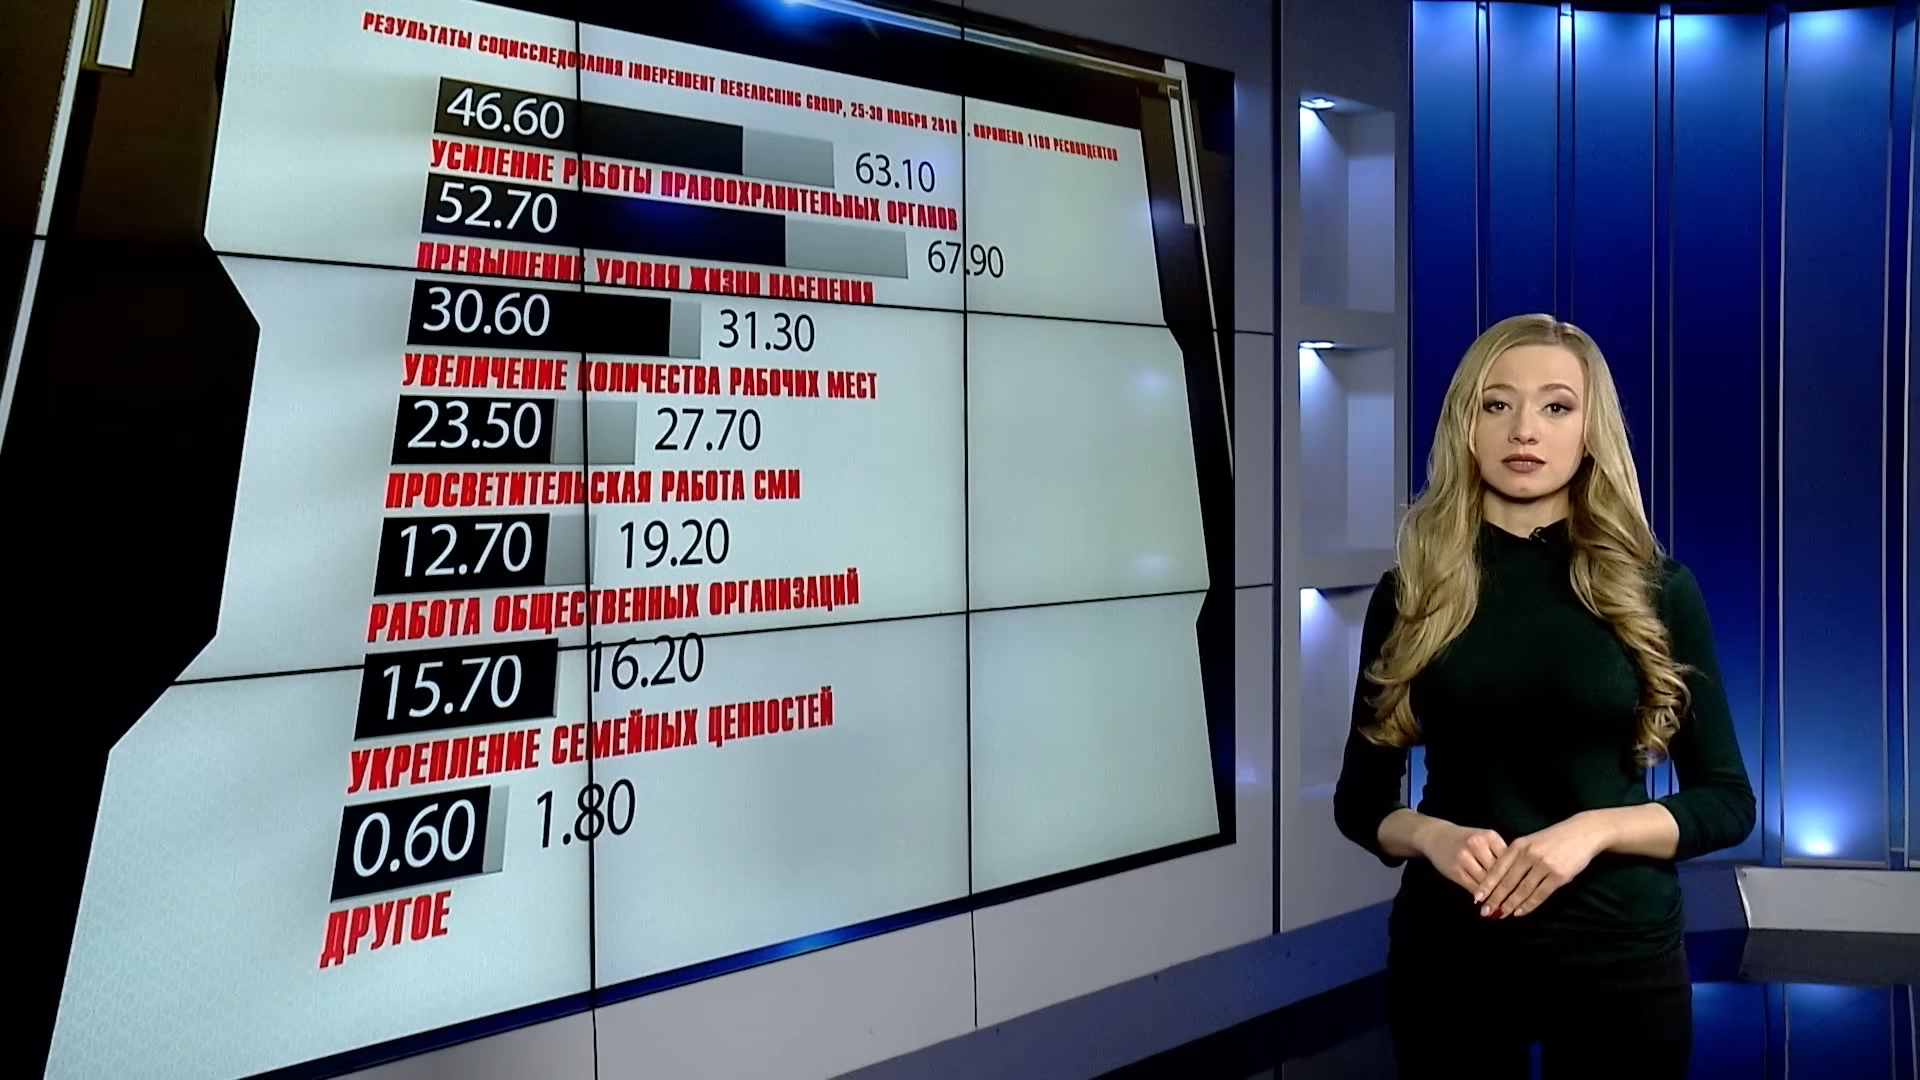 РЕЗУЛЬТАТЫ СОЦИССЛЕДОВАНИЯ INDEPENDENT RESEARCHING GROUP, 25-30 НОЯБРЯ . ОПРОШЕНО 1100 РЕСПОНДЕНТОВ
46.60 63.10
УСИЛЕНИЕ РАБОТЫ ПРАВООХРАНИТЕЛЬНЫХ ОРГАНОВ
52.70 67.90
ПРЕВЫШЕНИЕ УРОВНЯ ЖИЗНИ НАСЕЛЕНИЯ
30.60 31.30
УВЕЛИЧЕНИЕ КОЛИЧЕСТВА РАБОЧИХ МЕСТ
23.50 27.70
ПРОСВЕТИТЕЛЬСКАЯ РАБОТА СМИ
12.70 19.20
РАБОТА ОБЩЕСТВЕННЫХ ОРГАНИЗАЦИЙ
15.70 16.20
УКРЕПЛЕНИЕ СЕМЕЙНЫХ ЦЕННОСТЕЙ
0.60 1.80
ДРУГОЕ